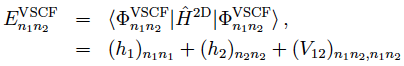 E^{VSCF}_{n_1 n_2} = ⟨Φ^{VSCF}_{n_1 n_2}|Ĥ^{2D}|Φ^{VSCF}_{n_1 n_2}⟩ ,
= (h_1)_{n_1 n_1} + (h_2)_{n_2 n_2} + (V_{12})_{n_1 n_2, n_1 n_2}